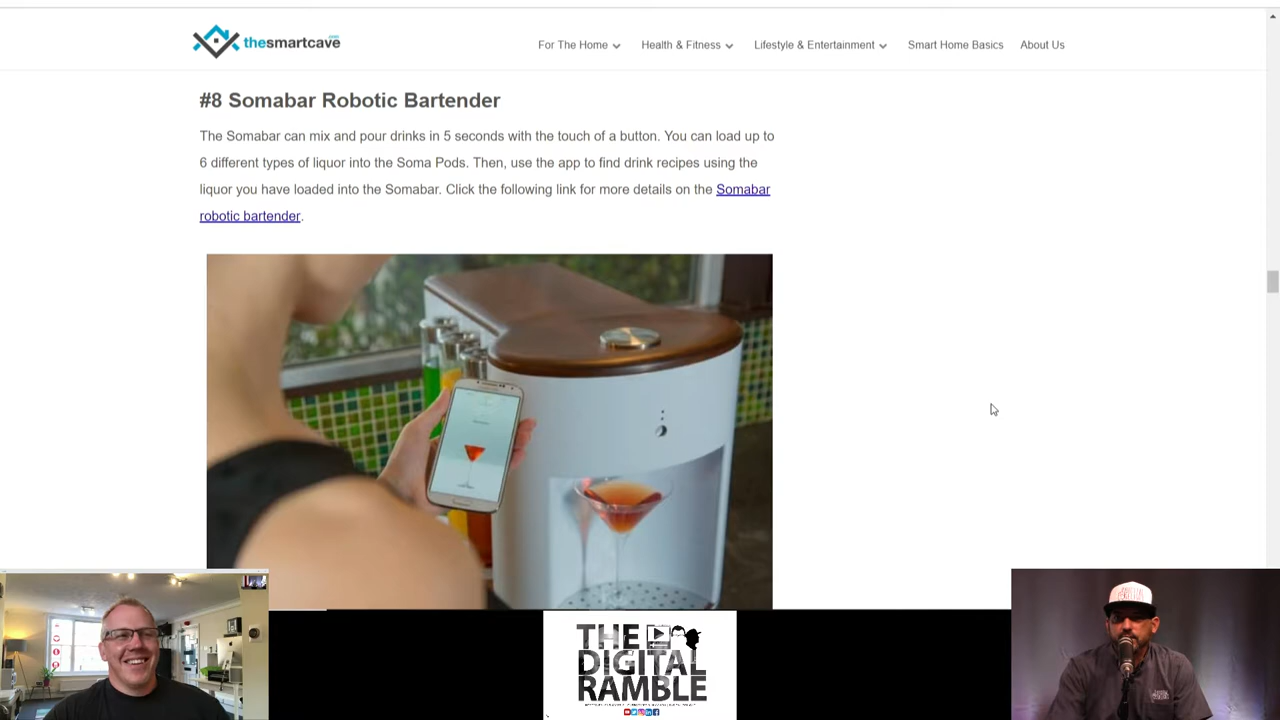 thesmartcave.com
For The Home
Health & Fitness
Lifestyle & Entertainment
Smart Home Basics
About Us
#8 Somabar Robotic Bartender
The Somabar can mix and pour drinks in 5 seconds with the touch of a button. You can load up to
6 different types of liquor into the Soma Pods. Then, use the app to find drink recipes using the
liquor you have loaded into the Somabar. Click the following link for more details on the Somabar
robotic bartender.
THE
DIGITAL
RAMBLE